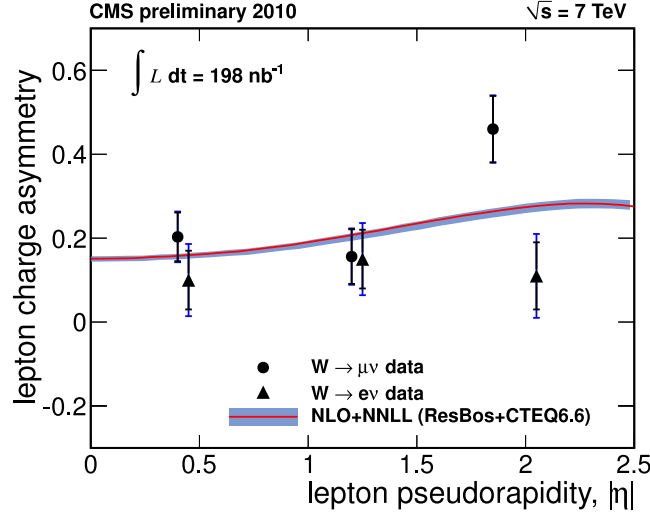 CMS preliminary 2010 √s = 7 TeV
∫ L dt = 198 nb⁻¹
lepton charge asymmetry
0.6
0.4
0.2
0
-0.2
W → μν data
W → eν data
NLO+NNLL (ResBos+CTEQ6.6)
0 0.5 1 1.5 2 2.5
lepton pseudorapidity, |η|